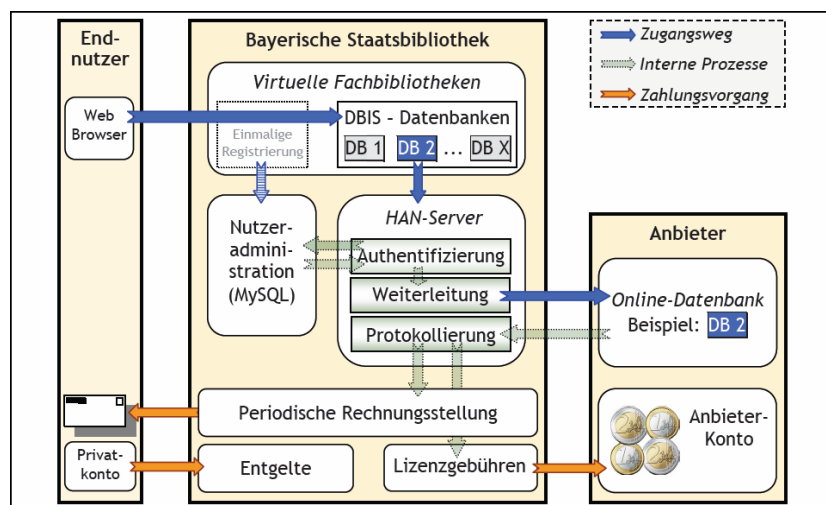 End-
nutzer
Web
Browser
Privat-
konto
Bayerische Staatsbibliothek
Virtuelle Fachbibliotheken
Einmalige
Registrierung
DBIS - Datenbanken
DB 1 DB 2 ... DB X
Nutzer-
admini-
stration
(MySQL)
HAN-Server
Authentifizierung
Weiterleitung
Protokollierung
Periodische Rechnungsstellung
Entgelte
Lizenzgebühren
Zugangsweg
Interne Prozesse
Zahlungsvorgang
Anbieter
Online-Datenbank
Beispiel: DB 2
Anbieter-
Konto